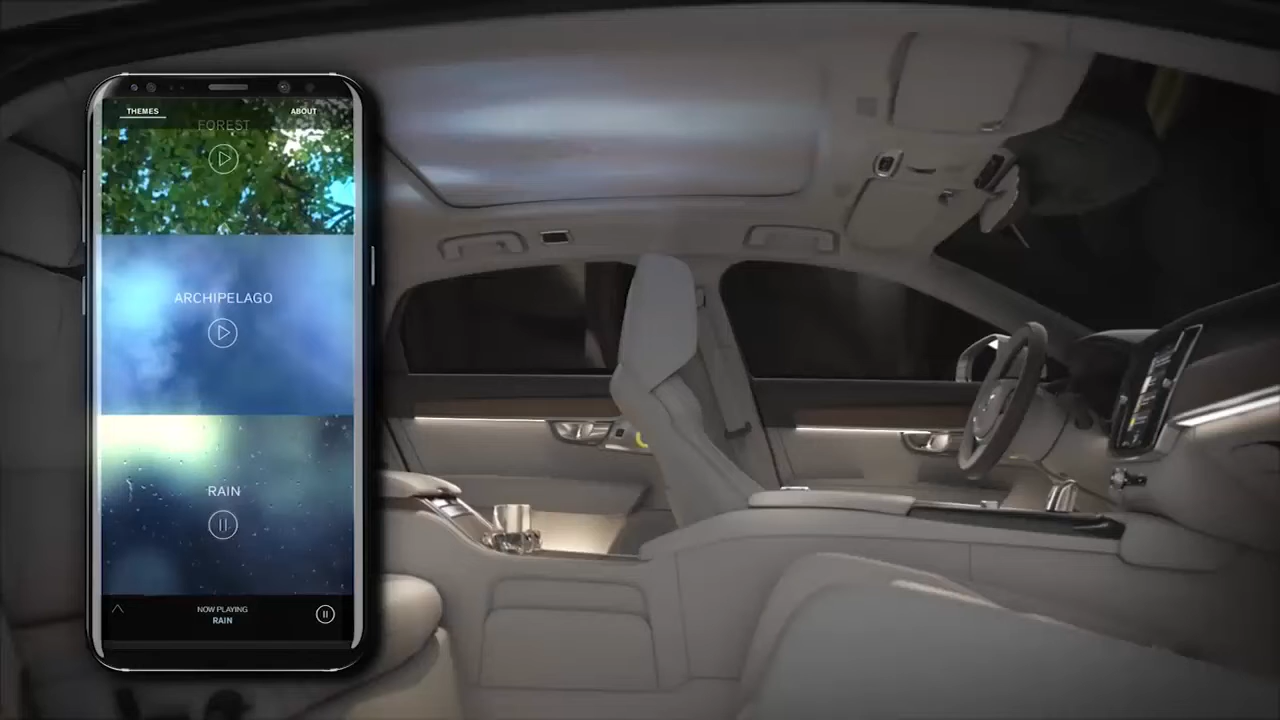 THEMES
ABOUT
FOREST
ARCHIPELAGO
RAIN
NOW PLAYING
RAIN